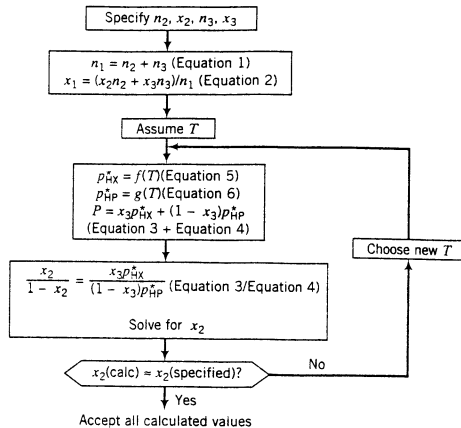 Specify n₂, x₂, n₃, x₃
n₁ = n₂ + n₃ (Equation 1)
x₁ = (x₂n₂ + x₃n₃)/n₁ (Equation 2)
Assume T
p*HX = f(T)(Equation 5)
p*HP = g(T)(Equation 6)
P = x₃p*HX + (1 - x₃)p*HP
(Equation 3 + Equation 4)
Choose new T
x₂/(1 - x₂) = x₃p*HX/((1 - x₃)p*HP) (Equation 3/Equation 4)
Solve for x₂
x₂(calc) ≈ x₂(specified)?
No
Yes
Accept all calculated values